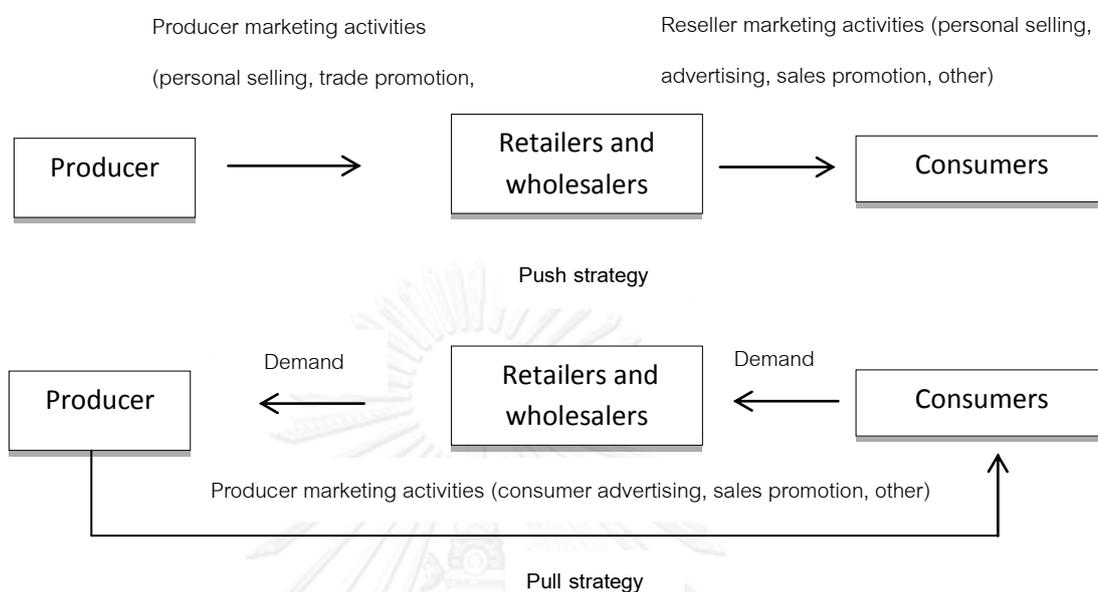 Producer marketing activities
(personal selling, trade promotion,
Reseller marketing activities (personal selling,
advertising, sales promotion, other)
Producer
Retailers and
wholesalers
Consumers
Push strategy
Demand
Demand
Producer
Retailers and
wholesalers
Consumers
Producer marketing activities (consumer advertising, sales promotion, other)
Pull strategy